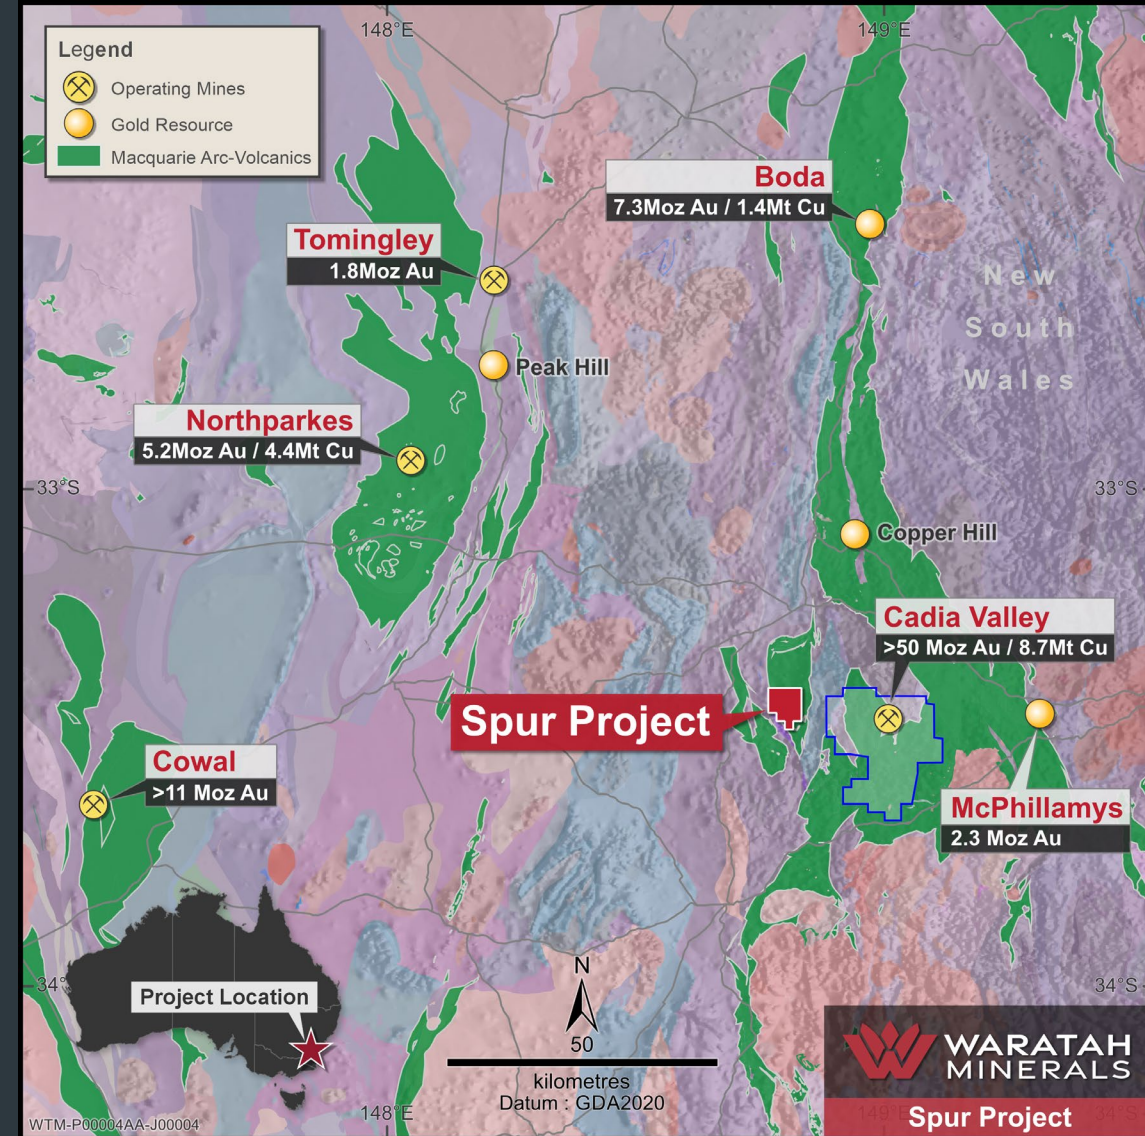 148°E
149°E
Legend
Operating Mines
Gold Resource
Macquarie Arc-Volcanics
Boda
7.3Moz Au / 1.4Mt Cu
Tomingley
1.8Moz Au
New
South
Wales
Peak Hill
Northparkes
5.2Moz Au / 4.4Mt Cu
33°S
33°S
Copper Hill
Cadia Valley
>50 Moz Au / 8.7Mt Cu
Spur Project
Cowal
>11 Moz Au
McPhillamys
2.3 Moz Au
34°
34°S
Project Location
N
50
kilometres
Datum : GDA2020
WARATAH
MINERALS
148°E
149°E
Spur Project
WTM-P00004AA-J00004